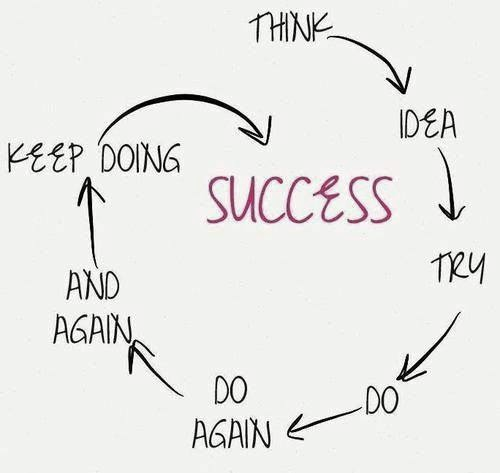 THINK
IDEA
TRY
DO
DO
AGAIN
AND
AGAIN
KEEP DOING
SUCCESS